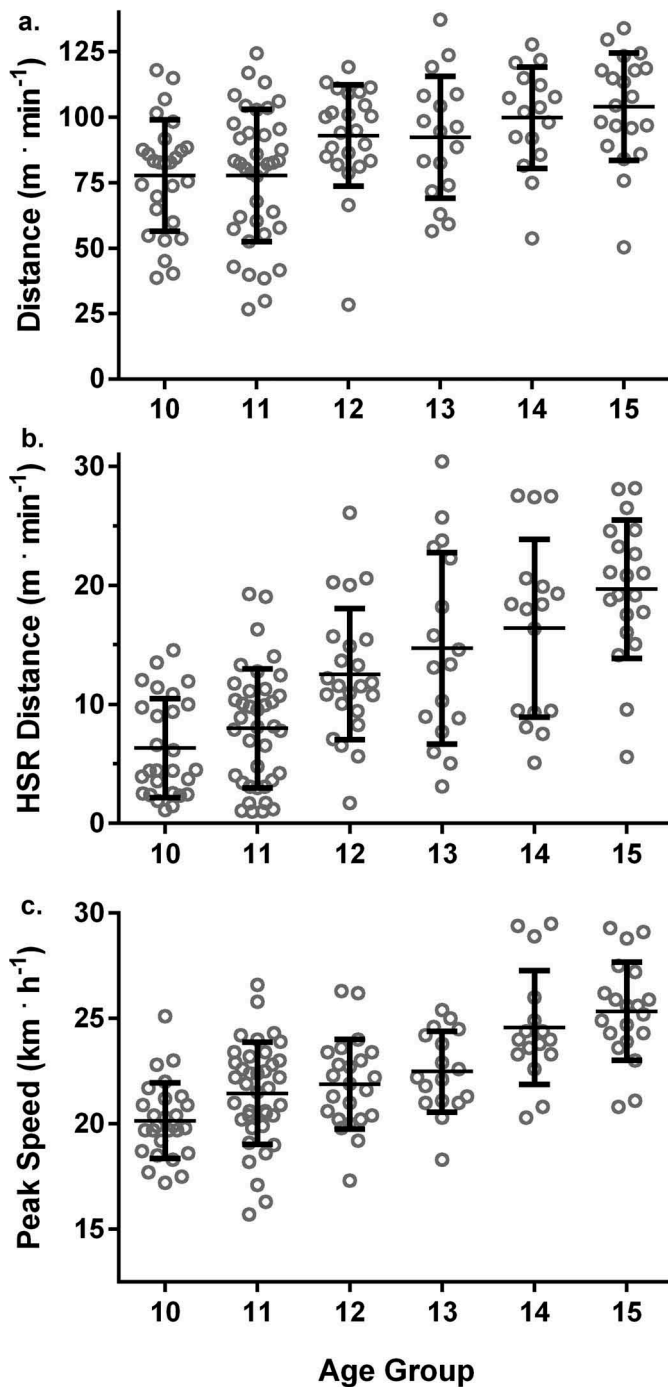 a.
Distance (m · min⁻¹)
125
100
75
50
25
0
10 11 12 13 14 15
b.
HSR Distance (m · min⁻¹)
30
20
10
0
10 11 12 13 14 15
c.
Peak Speed (km · h⁻¹)
30
25
20
15
10 11 12 13 14 15
Age Group